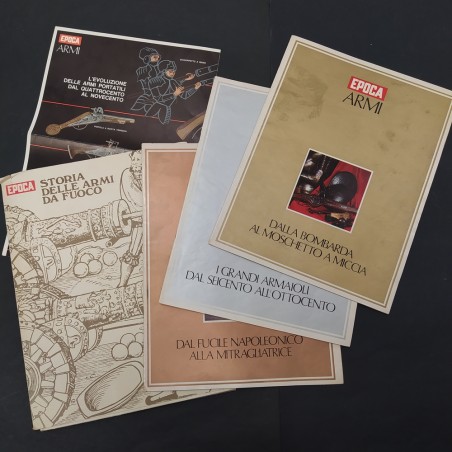 EPOCA
ARMI
L'EVOLUZIONE
DELLE ARMI PORTATILI
DAL QUATTROCENTO
AL NOVECENTO
EPOCA
ARMI
DALLA BOMBARDA
AL MOSCHETTO A MICCIA
I GRANDI ARMAIOLI
DAL SEICENTO ALL'OTTOCENTO
EPOCA
STORIA
DELLE ARMI
DA FUOCO
DAL FUCILE NAPOLEONICO
ALLA MITRAGLIATRICE